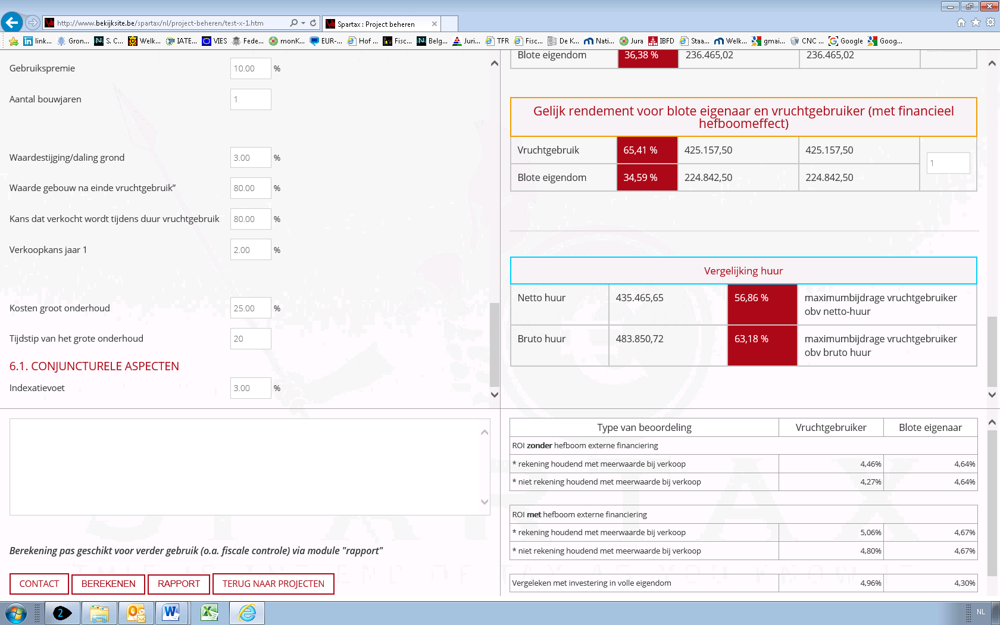 http://www.bekijksite.be/spartax/nl/project-beheren/test-x-1.htm
Spartax : Project beheren
link... Gron... S. C... Welk... IATE... VIES Fede... monK... EUR-... Hof ... Fisc... Belg... Juri... TFR Fisc... De K... Nati... Jura IBFD Staa... Welk... gmai... CNC ... Google Goog...
Gebruikspremie 10.00 %
Aantal bouwjaren 1
Waardestijging/daling grond 3.00 %
Waarde gebouw na einde vruchtgebruik” 80.00 %
Kans dat verkocht wordt tijdens duur vruchtgebruik 80.00 %
Verkoopkans jaar 1 2.00 %
Kosten groot onderhoud 25.00 %
Tijdstip van het grote onderhoud 20
6.1. CONJUNCTURELE ASPECTEN
Indexatievoet 3.00 %
Blote eigendom 36,38 % 236.465,02 236.465,02
Gelijk rendement voor blote eigenaar en vruchtgebruiker (met financieel
hefboomeffect)
Vruchtgebruik 65,41 % 425.157,50 425.157,50
1
Blote eigendom 34,59 % 224.842,50 224.842,50
Vergelijking huur
Netto huur 435.465,65 56,86 % maximumbijdrage vruchtgebruiker
obv netto-huur
Bruto huur 483.850,72 63,18 % maximumbijdrage vruchtgebruiker
obv bruto huur
Berekening pas geschikt voor verder gebruik (o.a. fiscale controle) via module "rapport"
CONTACT BEREKENEN RAPPORT TERUG NAAR PROJECTEN
Type van beoordeling Vruchtgebruiker Blote eigenaar
ROI zonder hefboom externe financiering
* rekening houdend met meerwaarde bij verkoop 4,46% 4,64%
* niet rekening houdend met meerwaarde bij verkoop 4,27% 4,64%
ROI met hefboom externe financiering
* rekening houdend met meerwaarde bij verkoop 5,06% 4,67%
* niet rekening houdend met meerwaarde bij verkoop 4,80% 4,67%
Vergeleken met investering in volle eigendom 4,96% 4,30%
2
NL